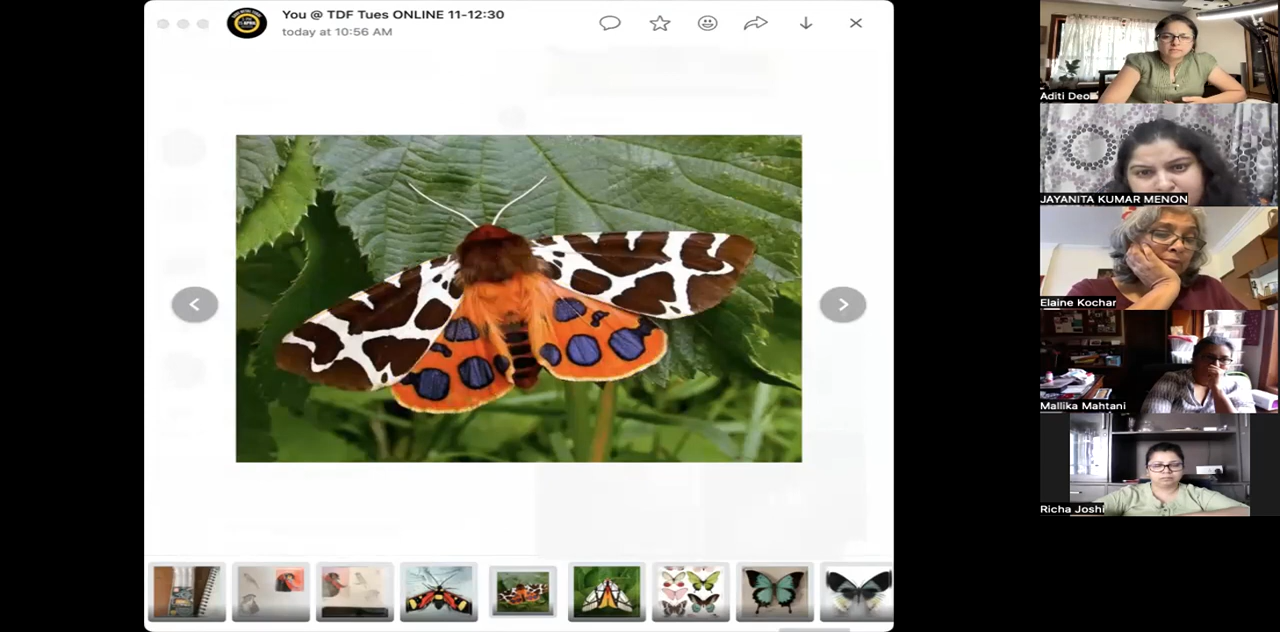 You @ TDF Tues ONLINE 11-12:30
today at 10:56 AM
Aditi Deo
JAYANITA KUMAR MENON
Elaine Kochar
Mallika Mahtani
Richa Joshi